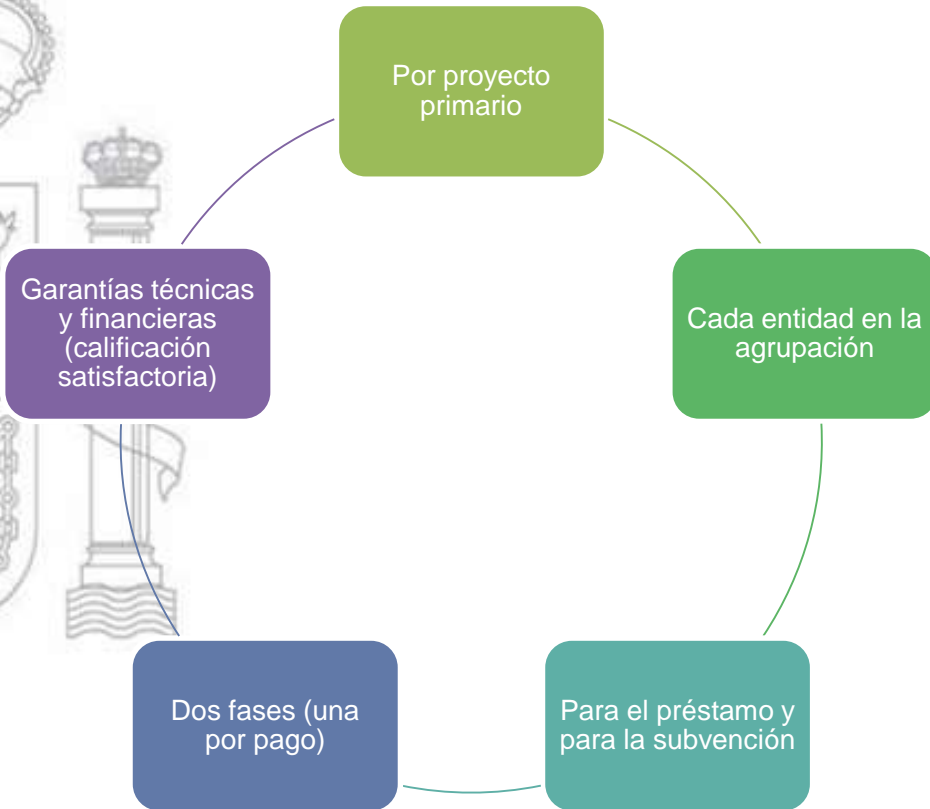 Por proyecto
primario
Cada entidad en la
agrupación
Para el préstamo y
para la subvención
Dos fases (una
por pago)
Garantías técnicas
y financieras
(calificación
satisfactoria)